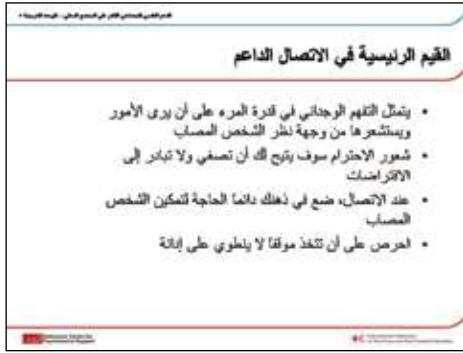 القيم الرئيسية في الاتصال الداعم
• يتمثل التفهم الوجداني في قدرة المرء على أن يرى الأمور
ويستشعرها من وجهة نظر الشخص المصاب
• شعور الاحترام سوف يتيح لك أن تصغي ولا تبادر إلى
الافتراضات
• عند الاتصال، ضع في ذهنك دائما الحاجة لتمكين الشخص
المصاب
• احرص على أن تتخذ موقفا لا ينطوي على إدانة